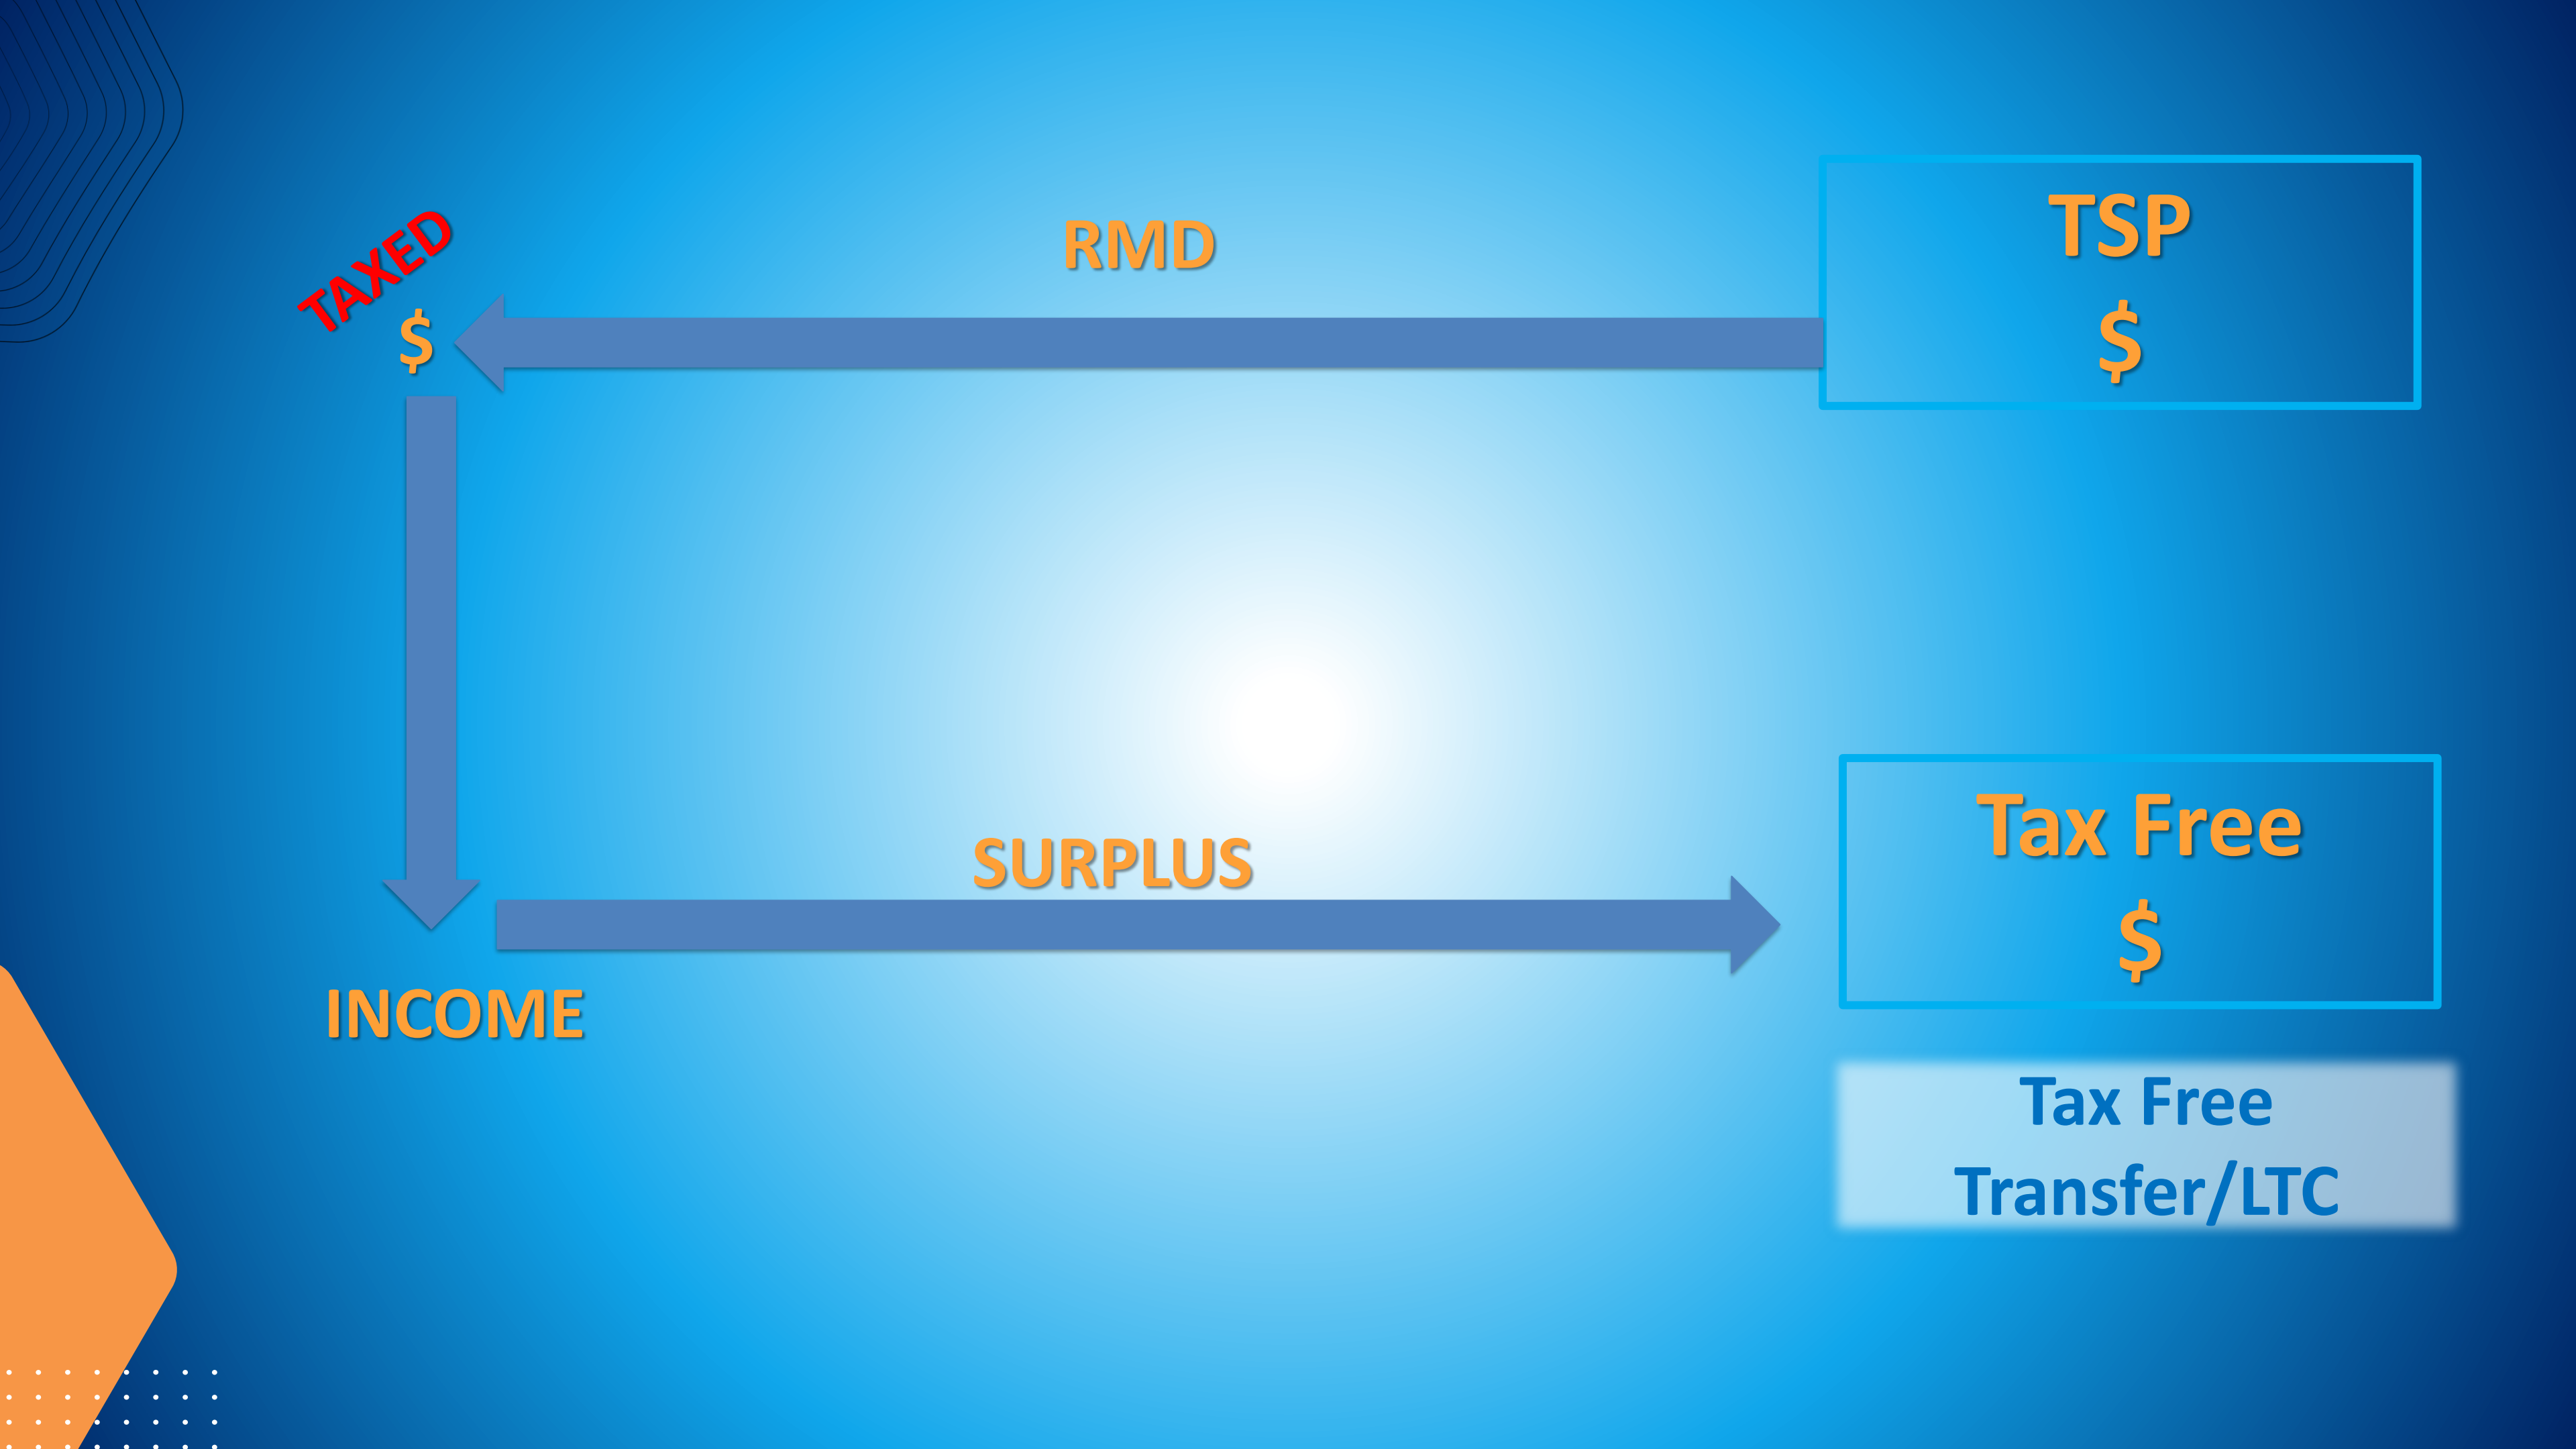 TAXED
$
RMD
TSP
$
SURPLUS
INCOME
Tax Free
$
Tax Free
Transfer/LTC